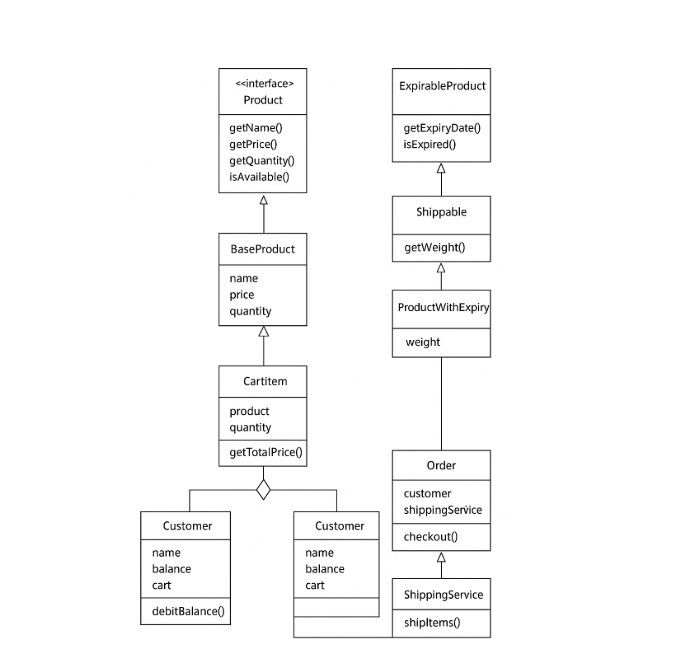 <<interface>
Product
getName()
getPrice()
getQuantity()
isAvailable()
BaseProduct
name
price
quantity
Cartitem
product
quantity
getTotalPrice()
Customer
name
balance
cart
debitBalance()
Customer
name
balance
cart
ExpirableProduct
getExpiryDate()
isExpired()
Shippable
getWeight()
ProductWithExpiry
weight
Order
customer
shippingService
checkout()
ShippingService
shipItems()